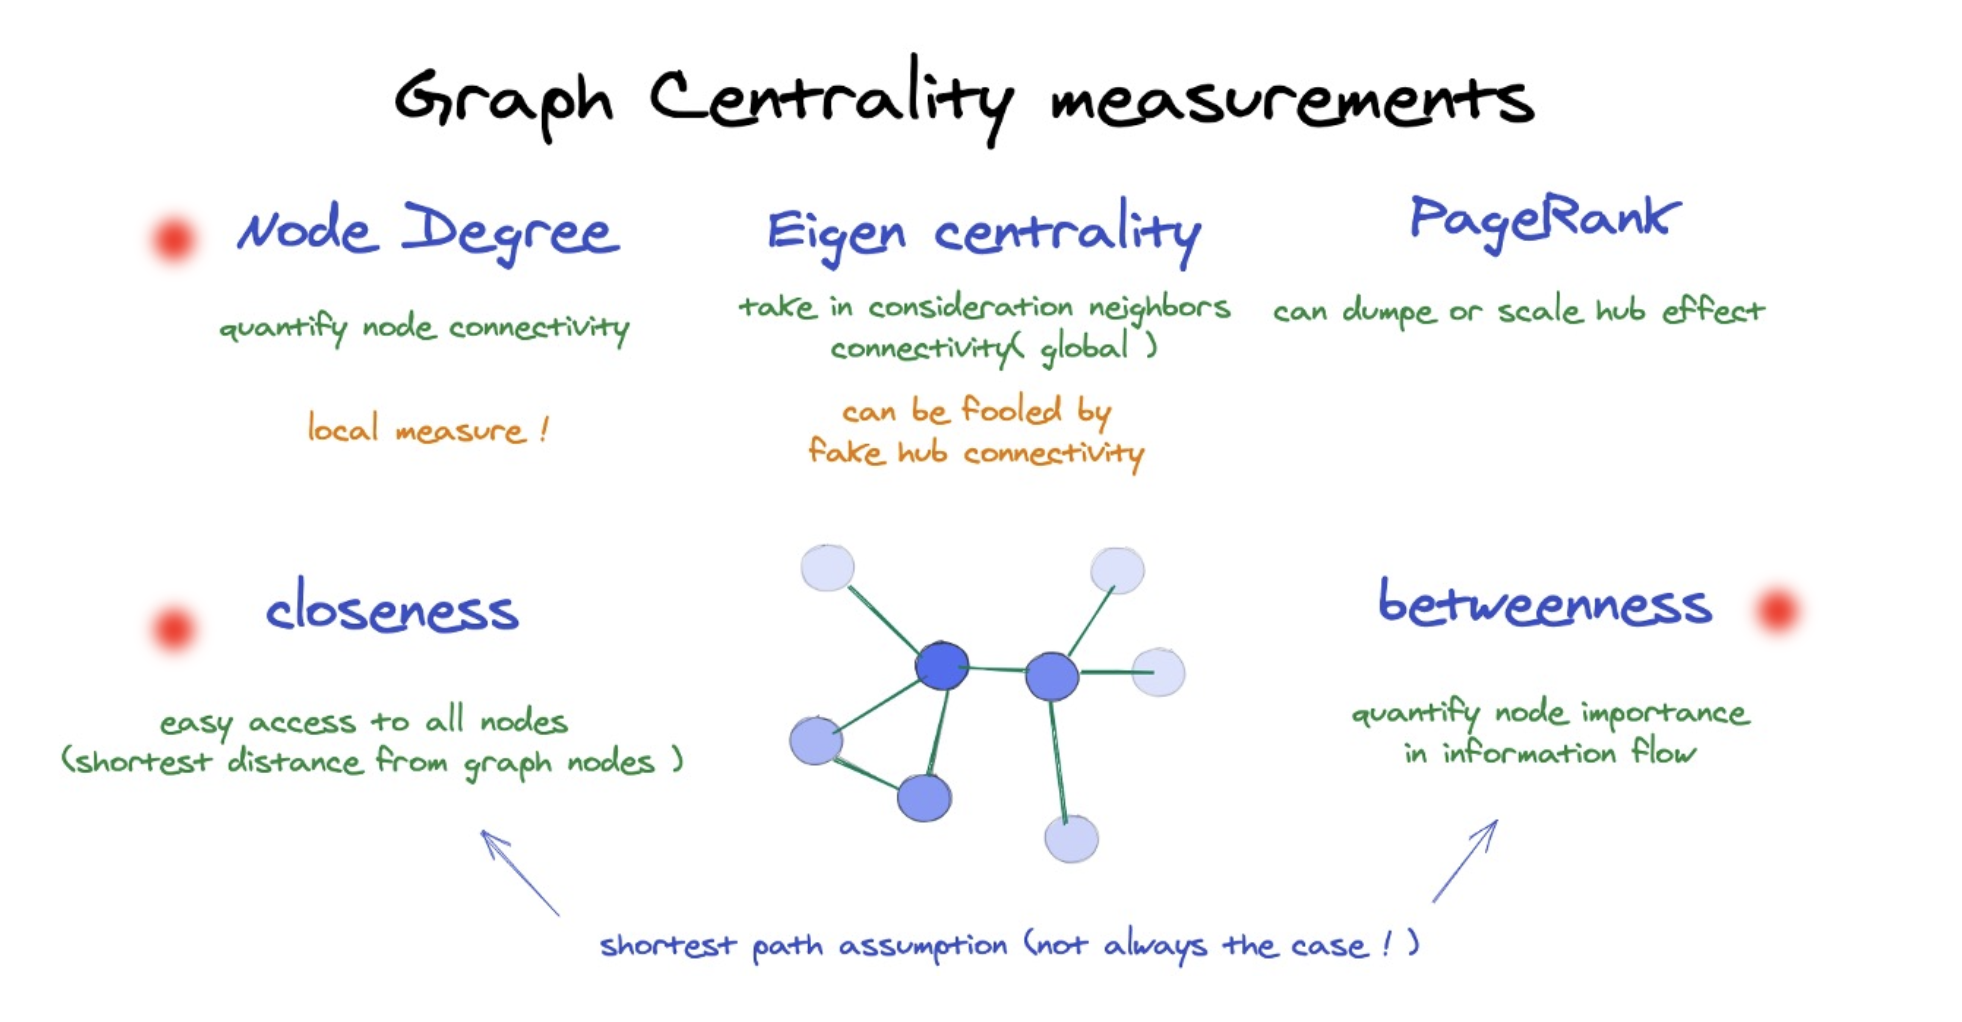 Graph Centrality measurements
Node Degree
quantify node connectivity
local measure !
Eigen centrality
take in consideration neighbors
connectivity( global )
can be fooled by
fake hub connectivity
PageRank
can dumpe or scale hub effect
closeness
easy access to all nodes
(shortest distance from graph nodes )
betweenness
quantify node importance
in information flow
shortest path assumption (not always the case ! )